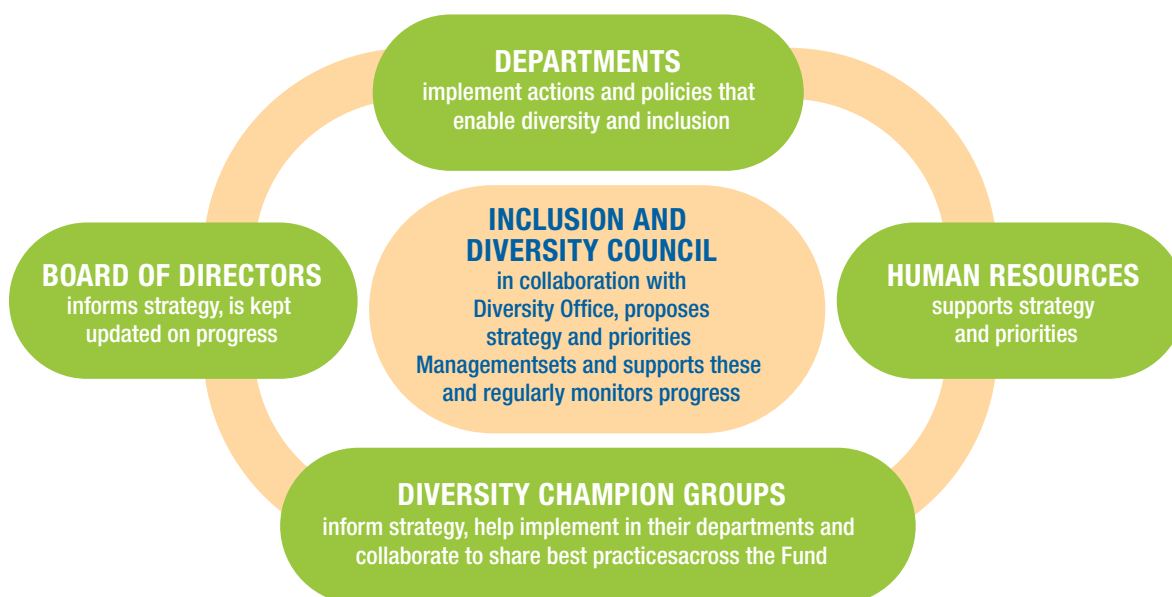 DEPARTMENTS
implement actions and policies that
enable diversity and inclusion
INCLUSION AND
DIVERSITY COUNCIL
in collaboration with
Diversity Office, proposes
strategy and priorities
Managementsets and supports these
and regularly monitors progress
BOARD OF DIRECTORS
informs strategy, is kept
updated on progress
HUMAN RESOURCES
supports strategy
and priorities
DIVERSITY CHAMPION GROUPS
inform strategy, help implement in their departments and
collaborate to share best practicesacross the Fund